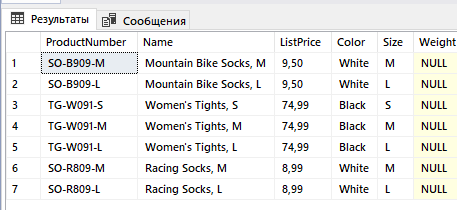 Результаты Сообщения
ProductNumber Name ListPrice Color Size Weight
1 SO-B909-M Mountain Bike Socks, M 9,50 White M NULL
2 SO-B909-L Mountain Bike Socks, L 9,50 White L NULL
3 TG-W091-S Women's Tights, S 74,99 Black S NULL
4 TG-W091-M Women's Tights, M 74,99 Black M NULL
5 TG-W091-L Women's Tights, L 74,99 Black L NULL
6 SO-R809-M Racing Socks, M 8,99 White M NULL
7 SO-R809-L Racing Socks, L 8,99 White L NULL